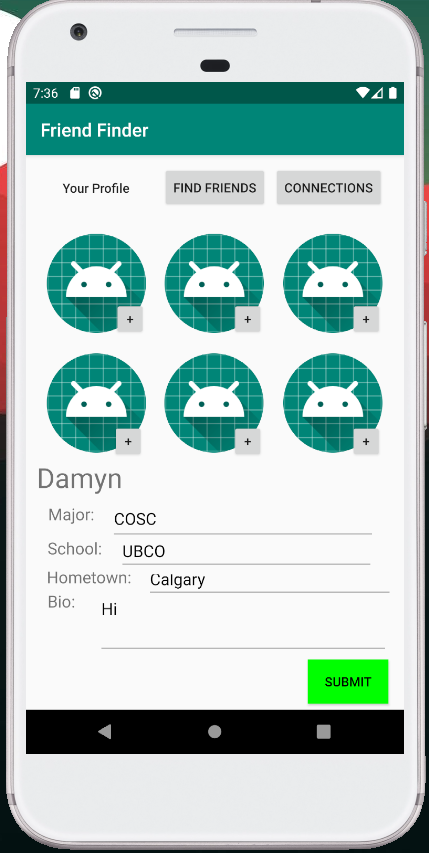 7:36
Friend Finder
Your Profile FIND FRIENDS CONNECTIONS
+ + +
+ + +
Damyn
Major: COSC
School: UBCO
Hometown: Calgary
Bio: Hi
SUBMIT